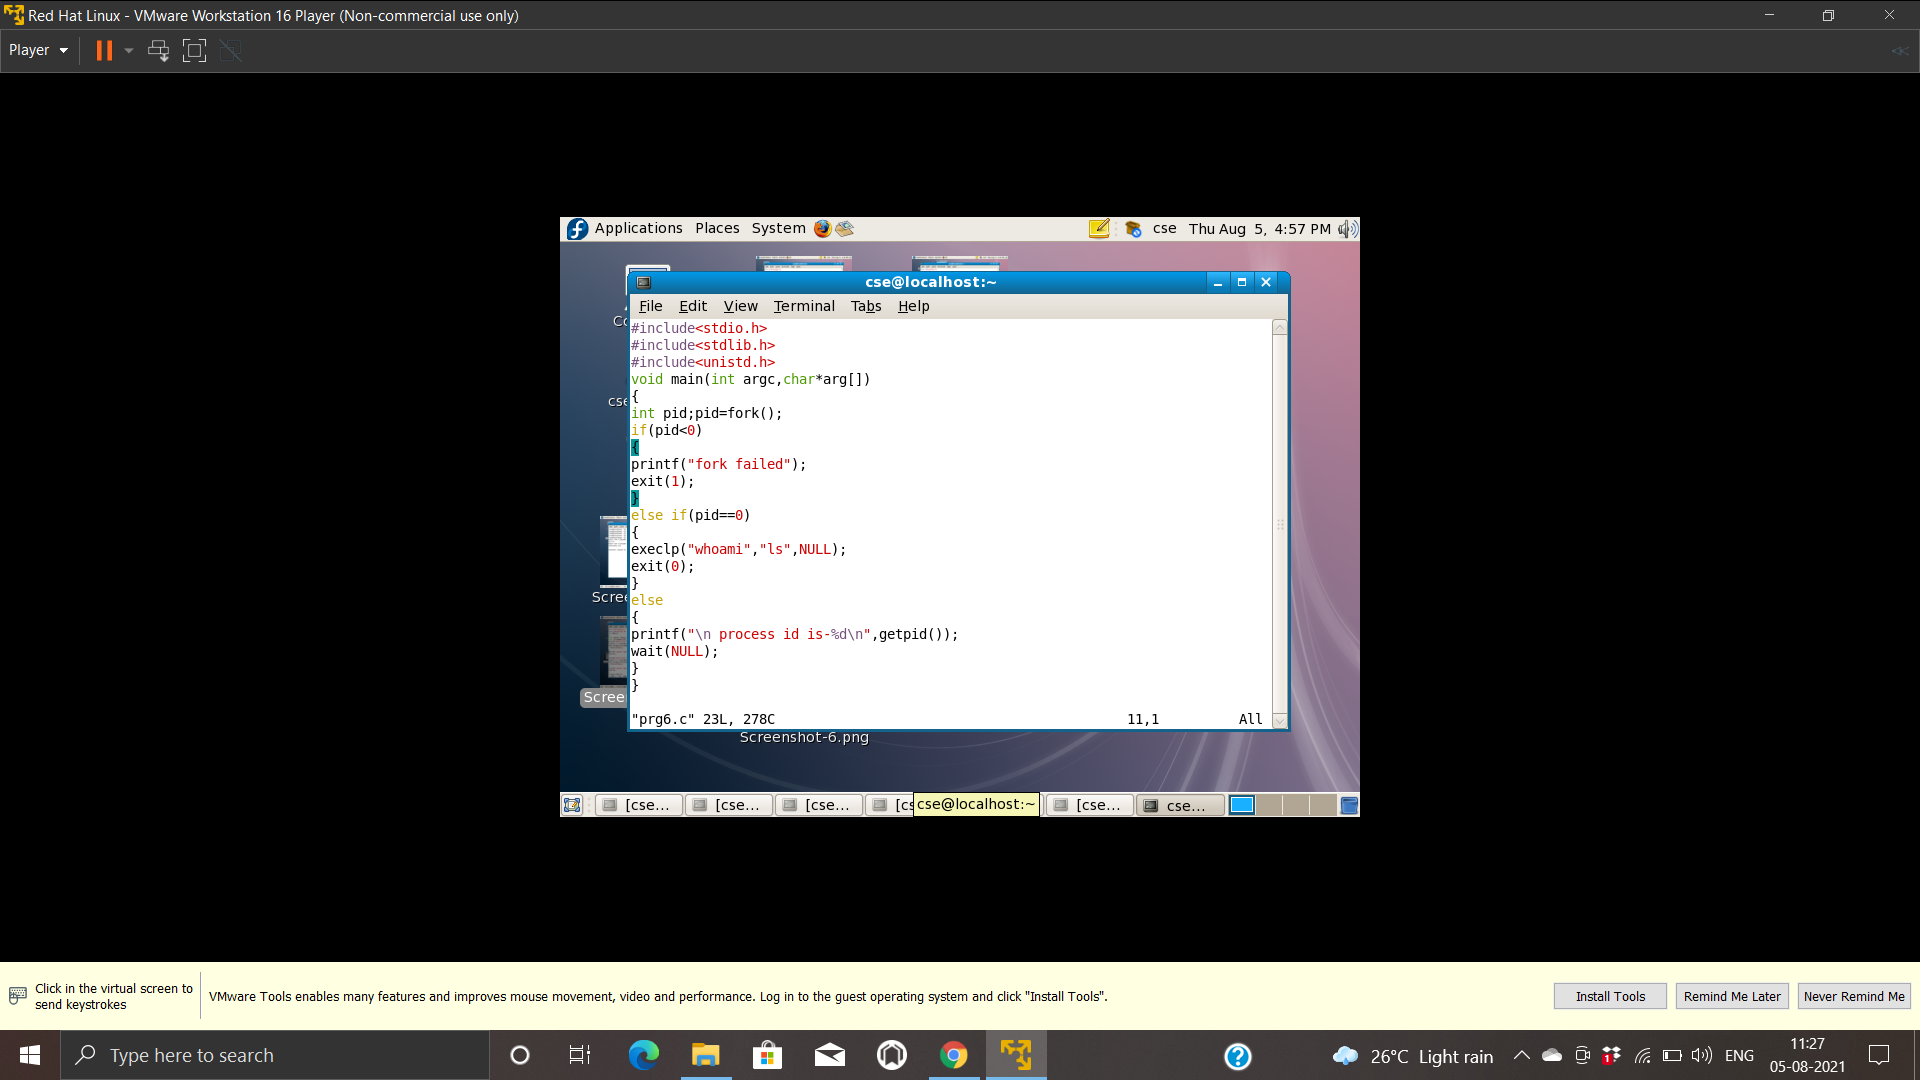 Red Hat Linux - VMware Workstation 16 Player (Non-commercial use only)
Player
Applications Places System cse Thu Aug 5, 4:57 PM
cse@localhost:~
File Edit View Terminal Tabs Help
#include<stdio.h>
#include<stdlib.h>
#include<unistd.h>
void main(int argc,char*arg[])
{
int pid;pid=fork();
if(pid<0)
{
printf("fork failed");
exit(1);
}
else if(pid==0)
{
execlp("whoami","ls",NULL);
exit(0);
}
else
{
printf("\n process id is-%d\n",getpid());
wait(NULL);
}
}
"prg6.c" 23L, 278C 11,1 All
Screenshot-6.png
[cse... [cse... [cse... cse@localhost:~ [cse... cse...
Click in the virtual screen to
send keystrokes
VMware Tools enables many features and improves mouse movement, video and performance. Log in to the guest operating system and click "Install Tools".
Install Tools Remind Me Later Never Remind Me
Type here to search
26°C Light rain
1
ENG
11:27
05-08-2021